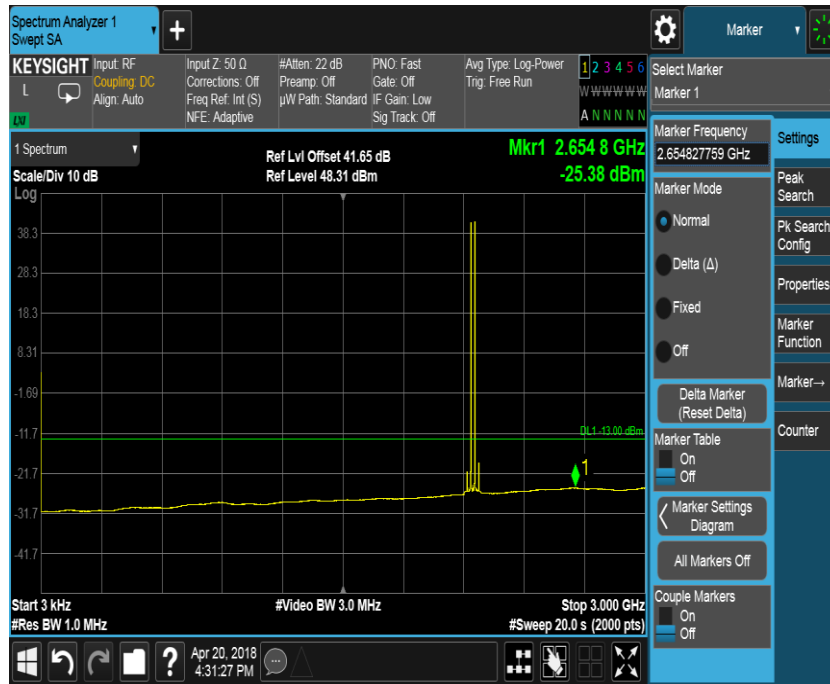 Spectrum Analyzer 1
Swept SA
+
Marker
KEYSIGHT
L
LXI
Input: RF
Coupling: DC
Align: Auto
Input Z: 50 Ω
Corrections: Off
Freq Ref: Int (S)
NFE: Adaptive
#Atten: 22 dB
Preamp: Off
µW Path: Standard
PNO: Fast
Gate: Off
IF Gain: Low
Sig Track: Off
Avg Type: Log-Power
Trig: Free Run
1 2 3 4 5 6
W W W W W W
A N N N N N
Select Marker
Marker 1
1 Spectrum
Scale/Div 10 dB
Log
Ref Lvl Offset 41.65 dB
Ref Level 48.31 dBm
Mkr1 2.654 8 GHz
-25.38 dBm
38.3
28.3
18.3
8.31
-1.69
-11.7
-21.7
-31.7
-41.7
DL1 -13.00 dBm
1
Start 3 kHz
#Res BW 1.0 MHz
#Video BW 3.0 MHz
Stop 3.000 GHz
#Sweep 20.0 s (2000 pts)
Marker Frequency
2.654827759 GHz
Marker Mode
Normal
Delta (Δ)
Fixed
Off
Delta Marker
(Reset Delta)
Marker Table
On
Off
Marker Settings
Diagram
All Markers Off
Couple Markers
On
Off
Settings
Peak
Search
Pk Search
Config
Properties
Marker
Function
Marker→
Counter
?
Apr 20, 2018
4:31:27 PM